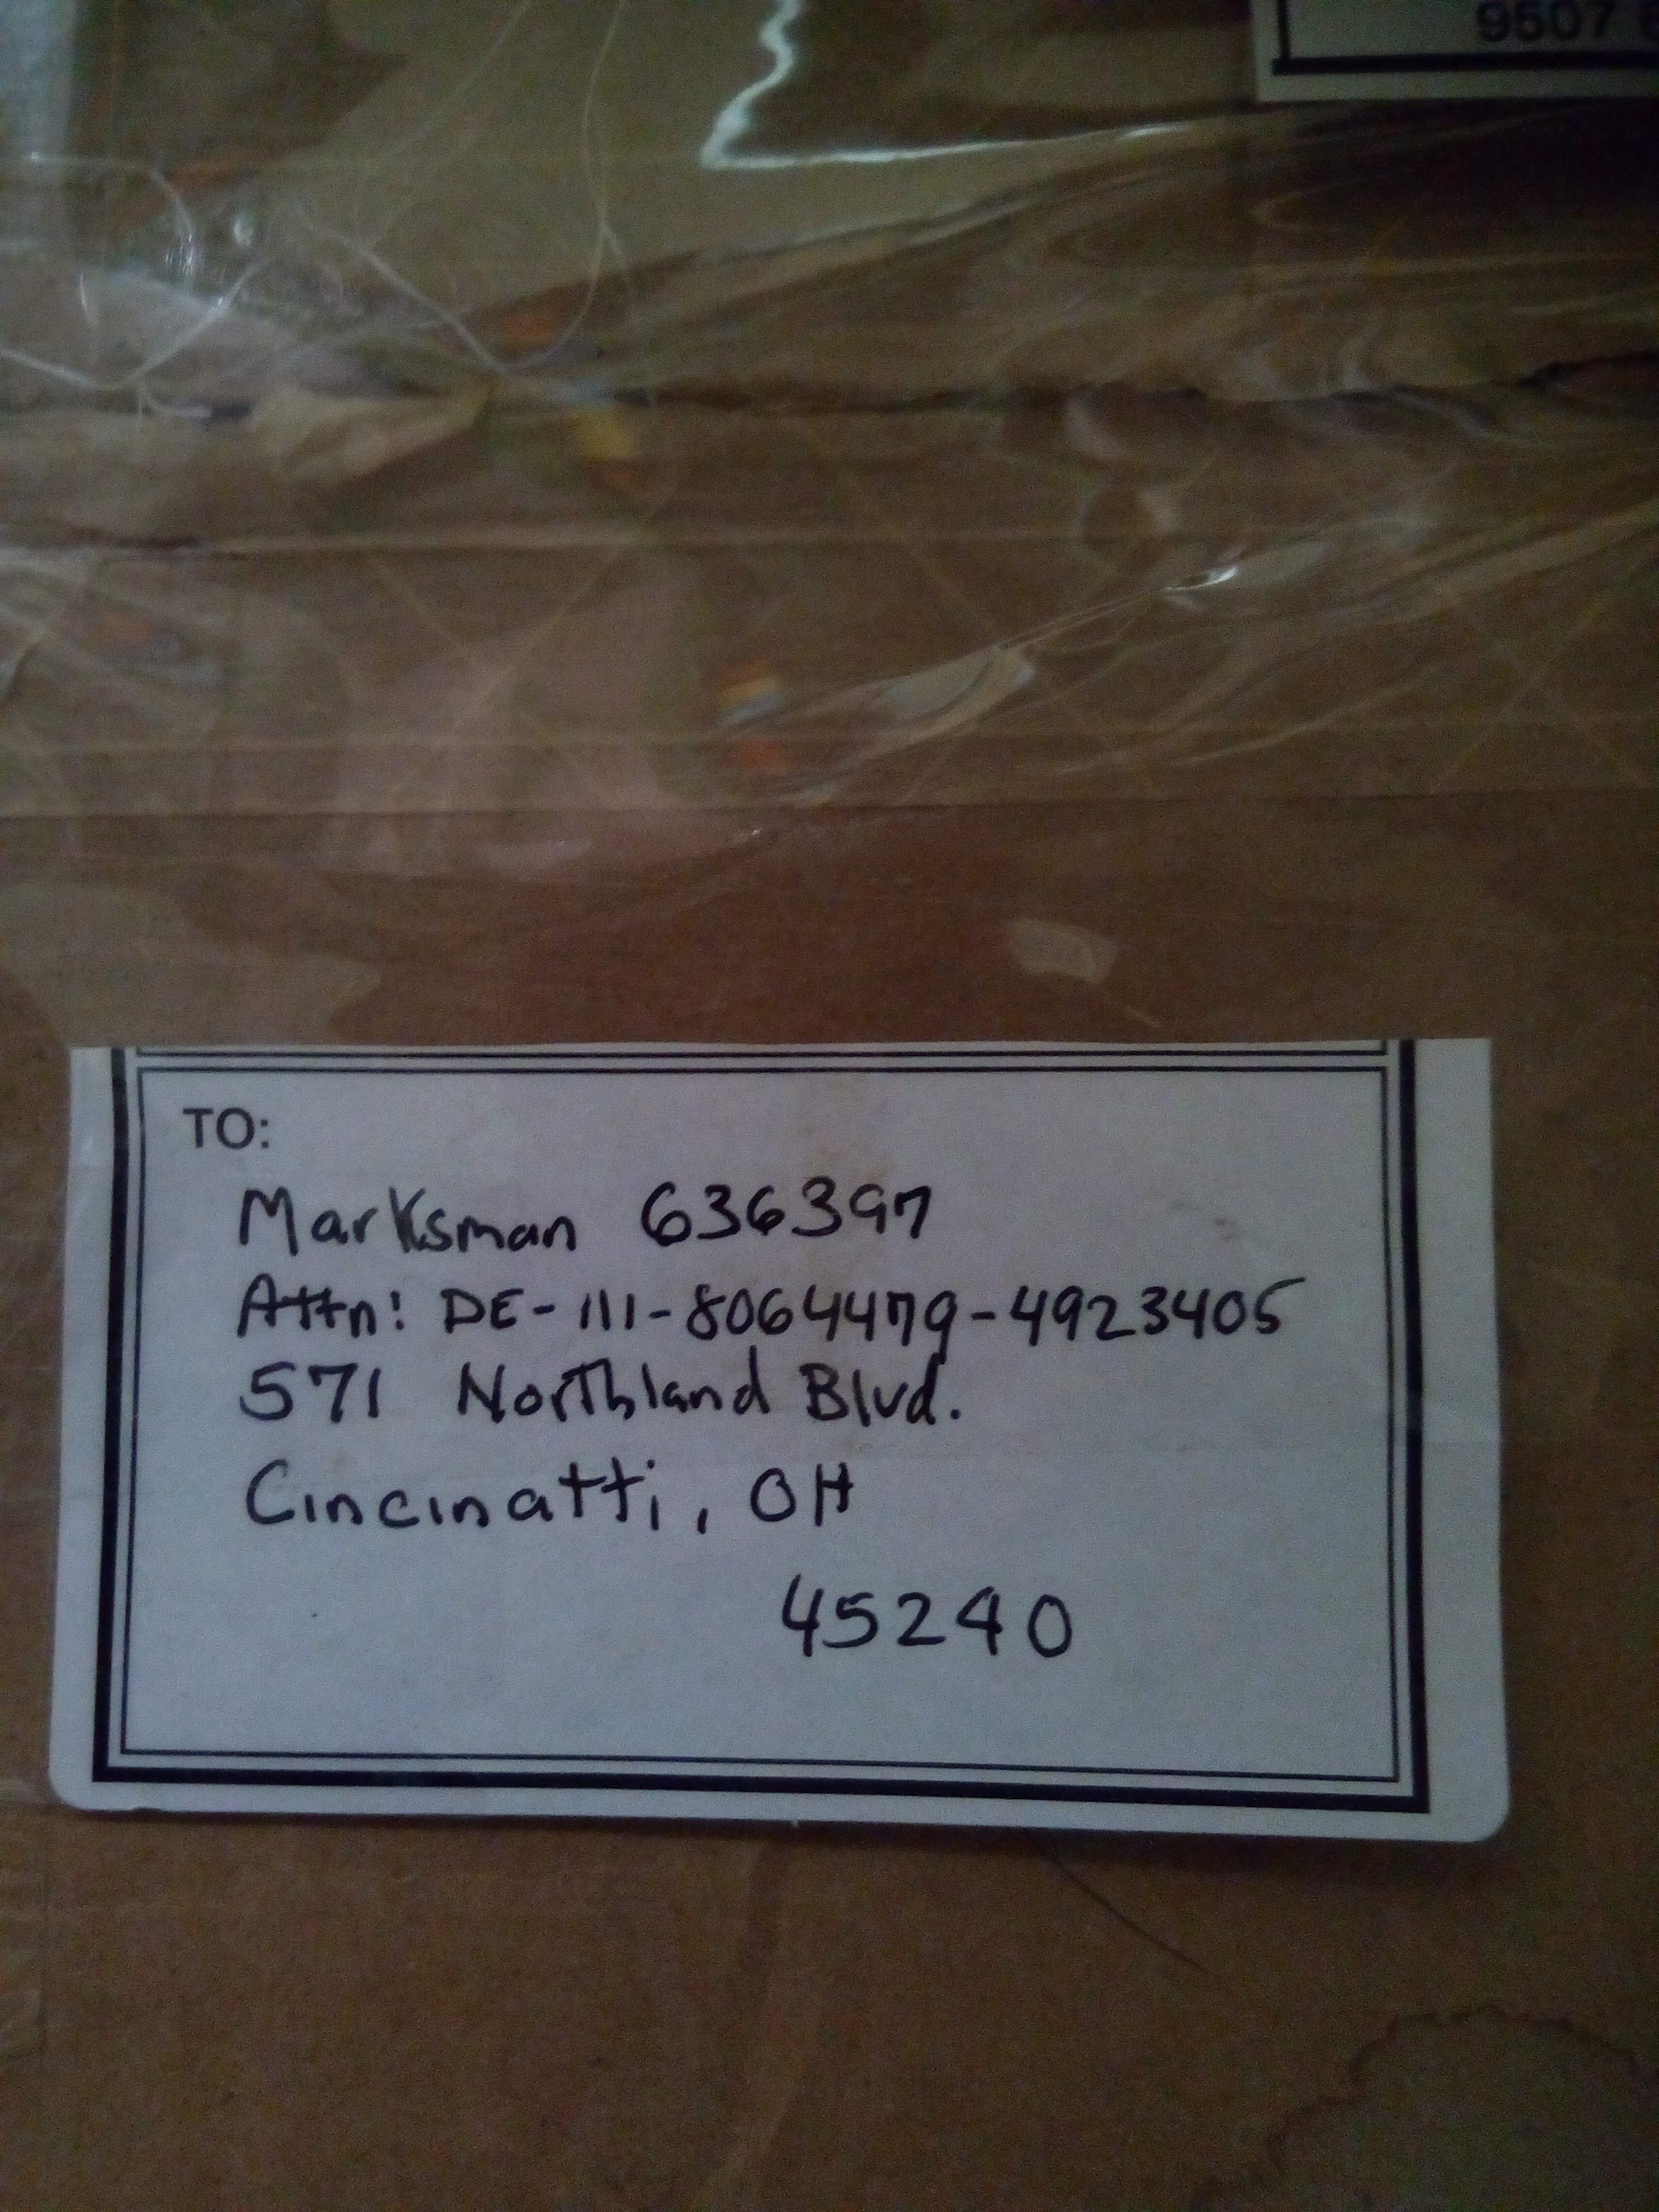 9507
TO:
Marksman 636397
Attn: DE-111-8064479-4923405
571 Northland Blvd.
Cincinatti, OH
45240